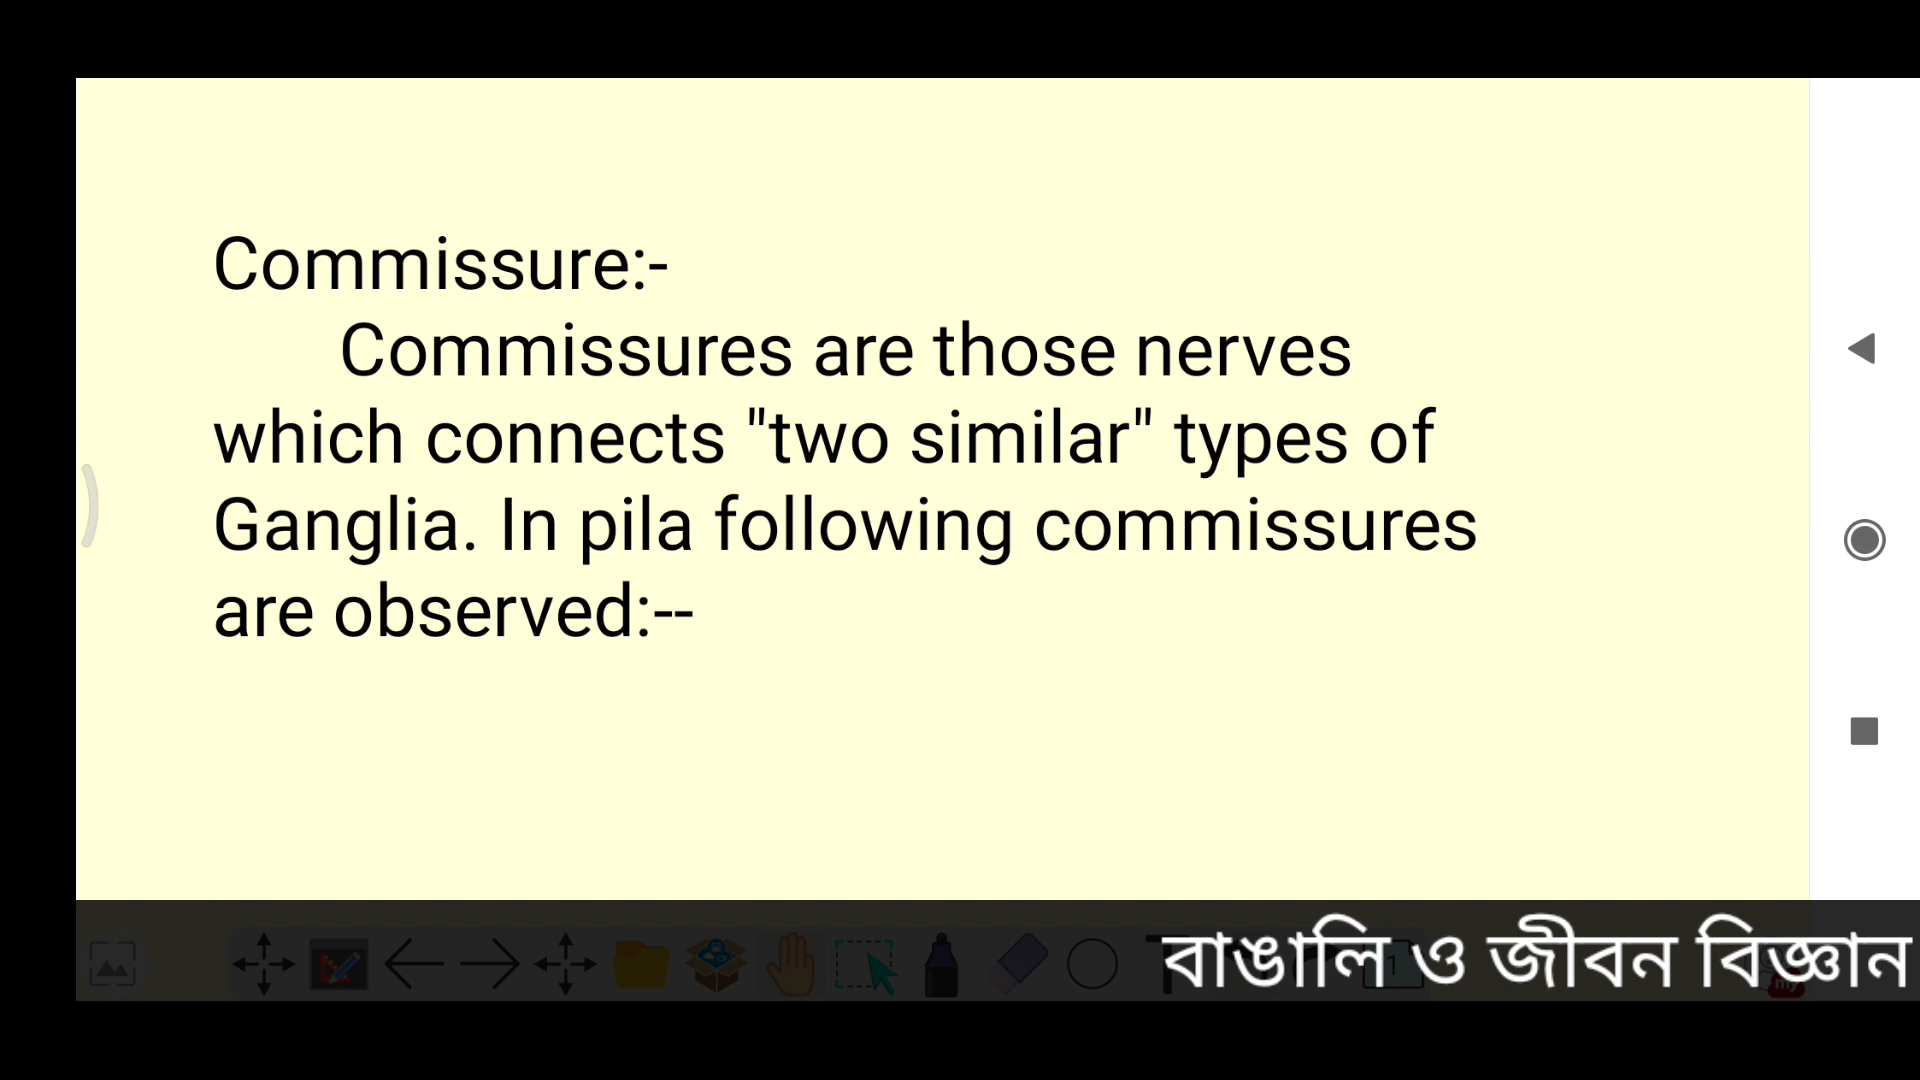 Commissure:-
Commissures are those nerves
which connects "two similar" types of
Ganglia. In pila following commissures
are observed:--
বাঙালি ও জীবন বিজ্ঞান